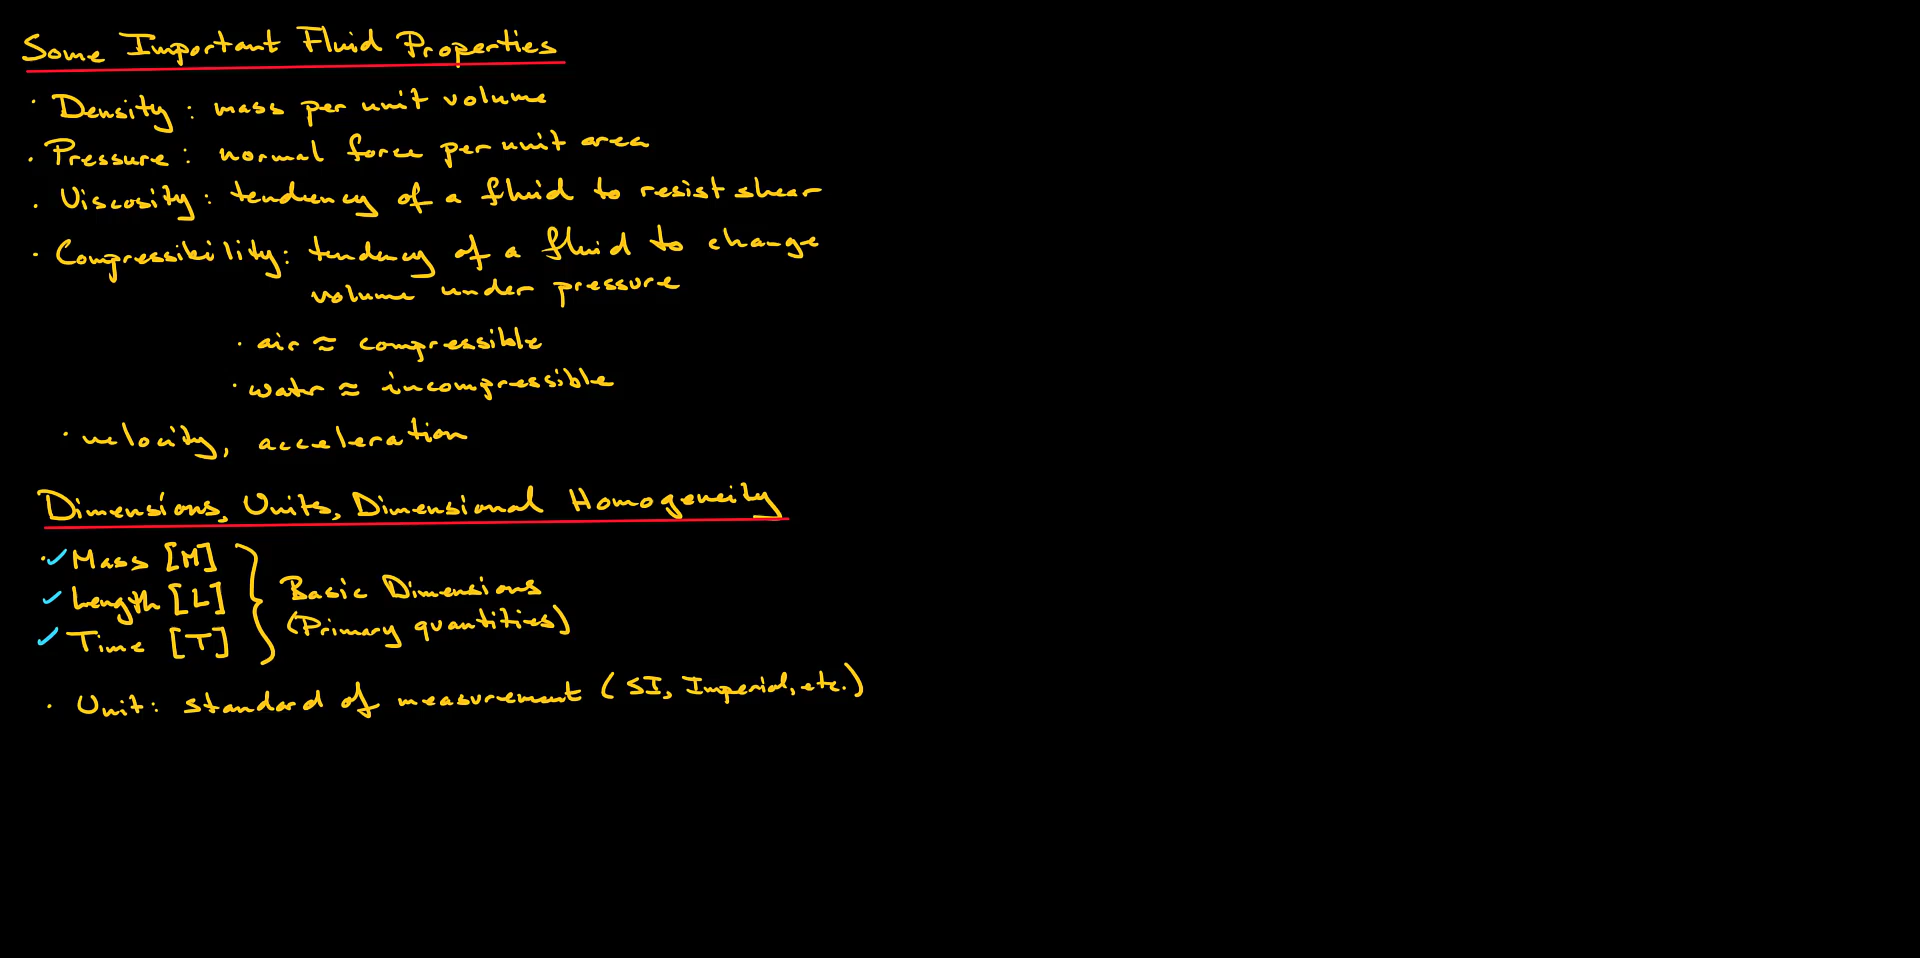 Some Important Fluid Properties
· Density: mass per unit volume
· Pressure: normal force per unit area
· Viscosity: tendency of a fluid to resist shear
· Compressibility: tendency of a fluid to change
volume under pressure
· air ≈ compressible
· water ≈ incompressible
· velocity, acceleration
Dimensions, Units, Dimensional Homogeneity
· ✓ Mass [M]
✓ Length [L]
✓ Time [T]
Basic Dimensions
(Primary quantities)
· Unit: standard of measurement (SI, Imperial, etc.)